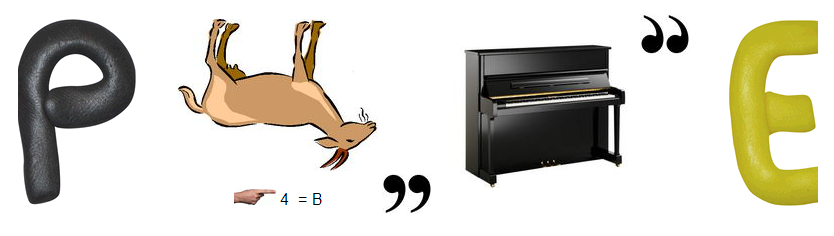 P “ E
4 = B „